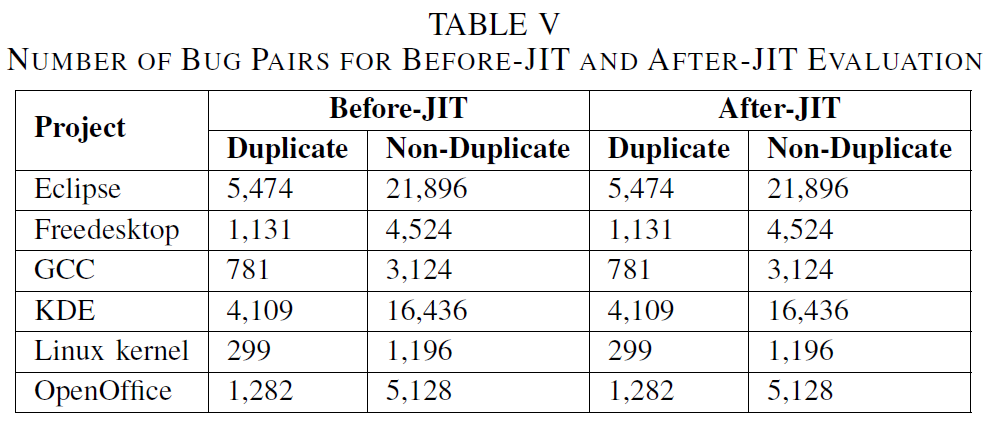 TABLE V
NUMBER OF BUG PAIRS FOR BEFORE-JIT AND AFTER-JIT EVALUATION
Project Before-JIT After-JIT
Duplicate Non-Duplicate Duplicate Non-Duplicate
Eclipse 5,474 21,896 5,474 21,896
Freedesktop 1,131 4,524 1,131 4,524
GCC 781 3,124 781 3,124
KDE 4,109 16,436 4,109 16,436
Linux kernel 299 1,196 299 1,196
OpenOffice 1,282 5,128 1,282 5,128